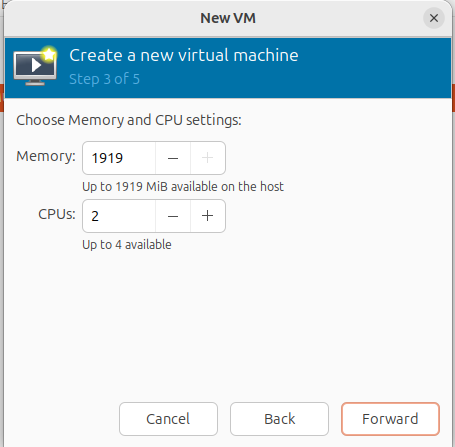 New VM
Create a new virtual machine
Step 3 of 5
Choose Memory and CPU settings:
Memory: 1919 − +
Up to 1919 MiB available on the host
CPUs: 2 − +
Up to 4 available
Cancel Back Forward